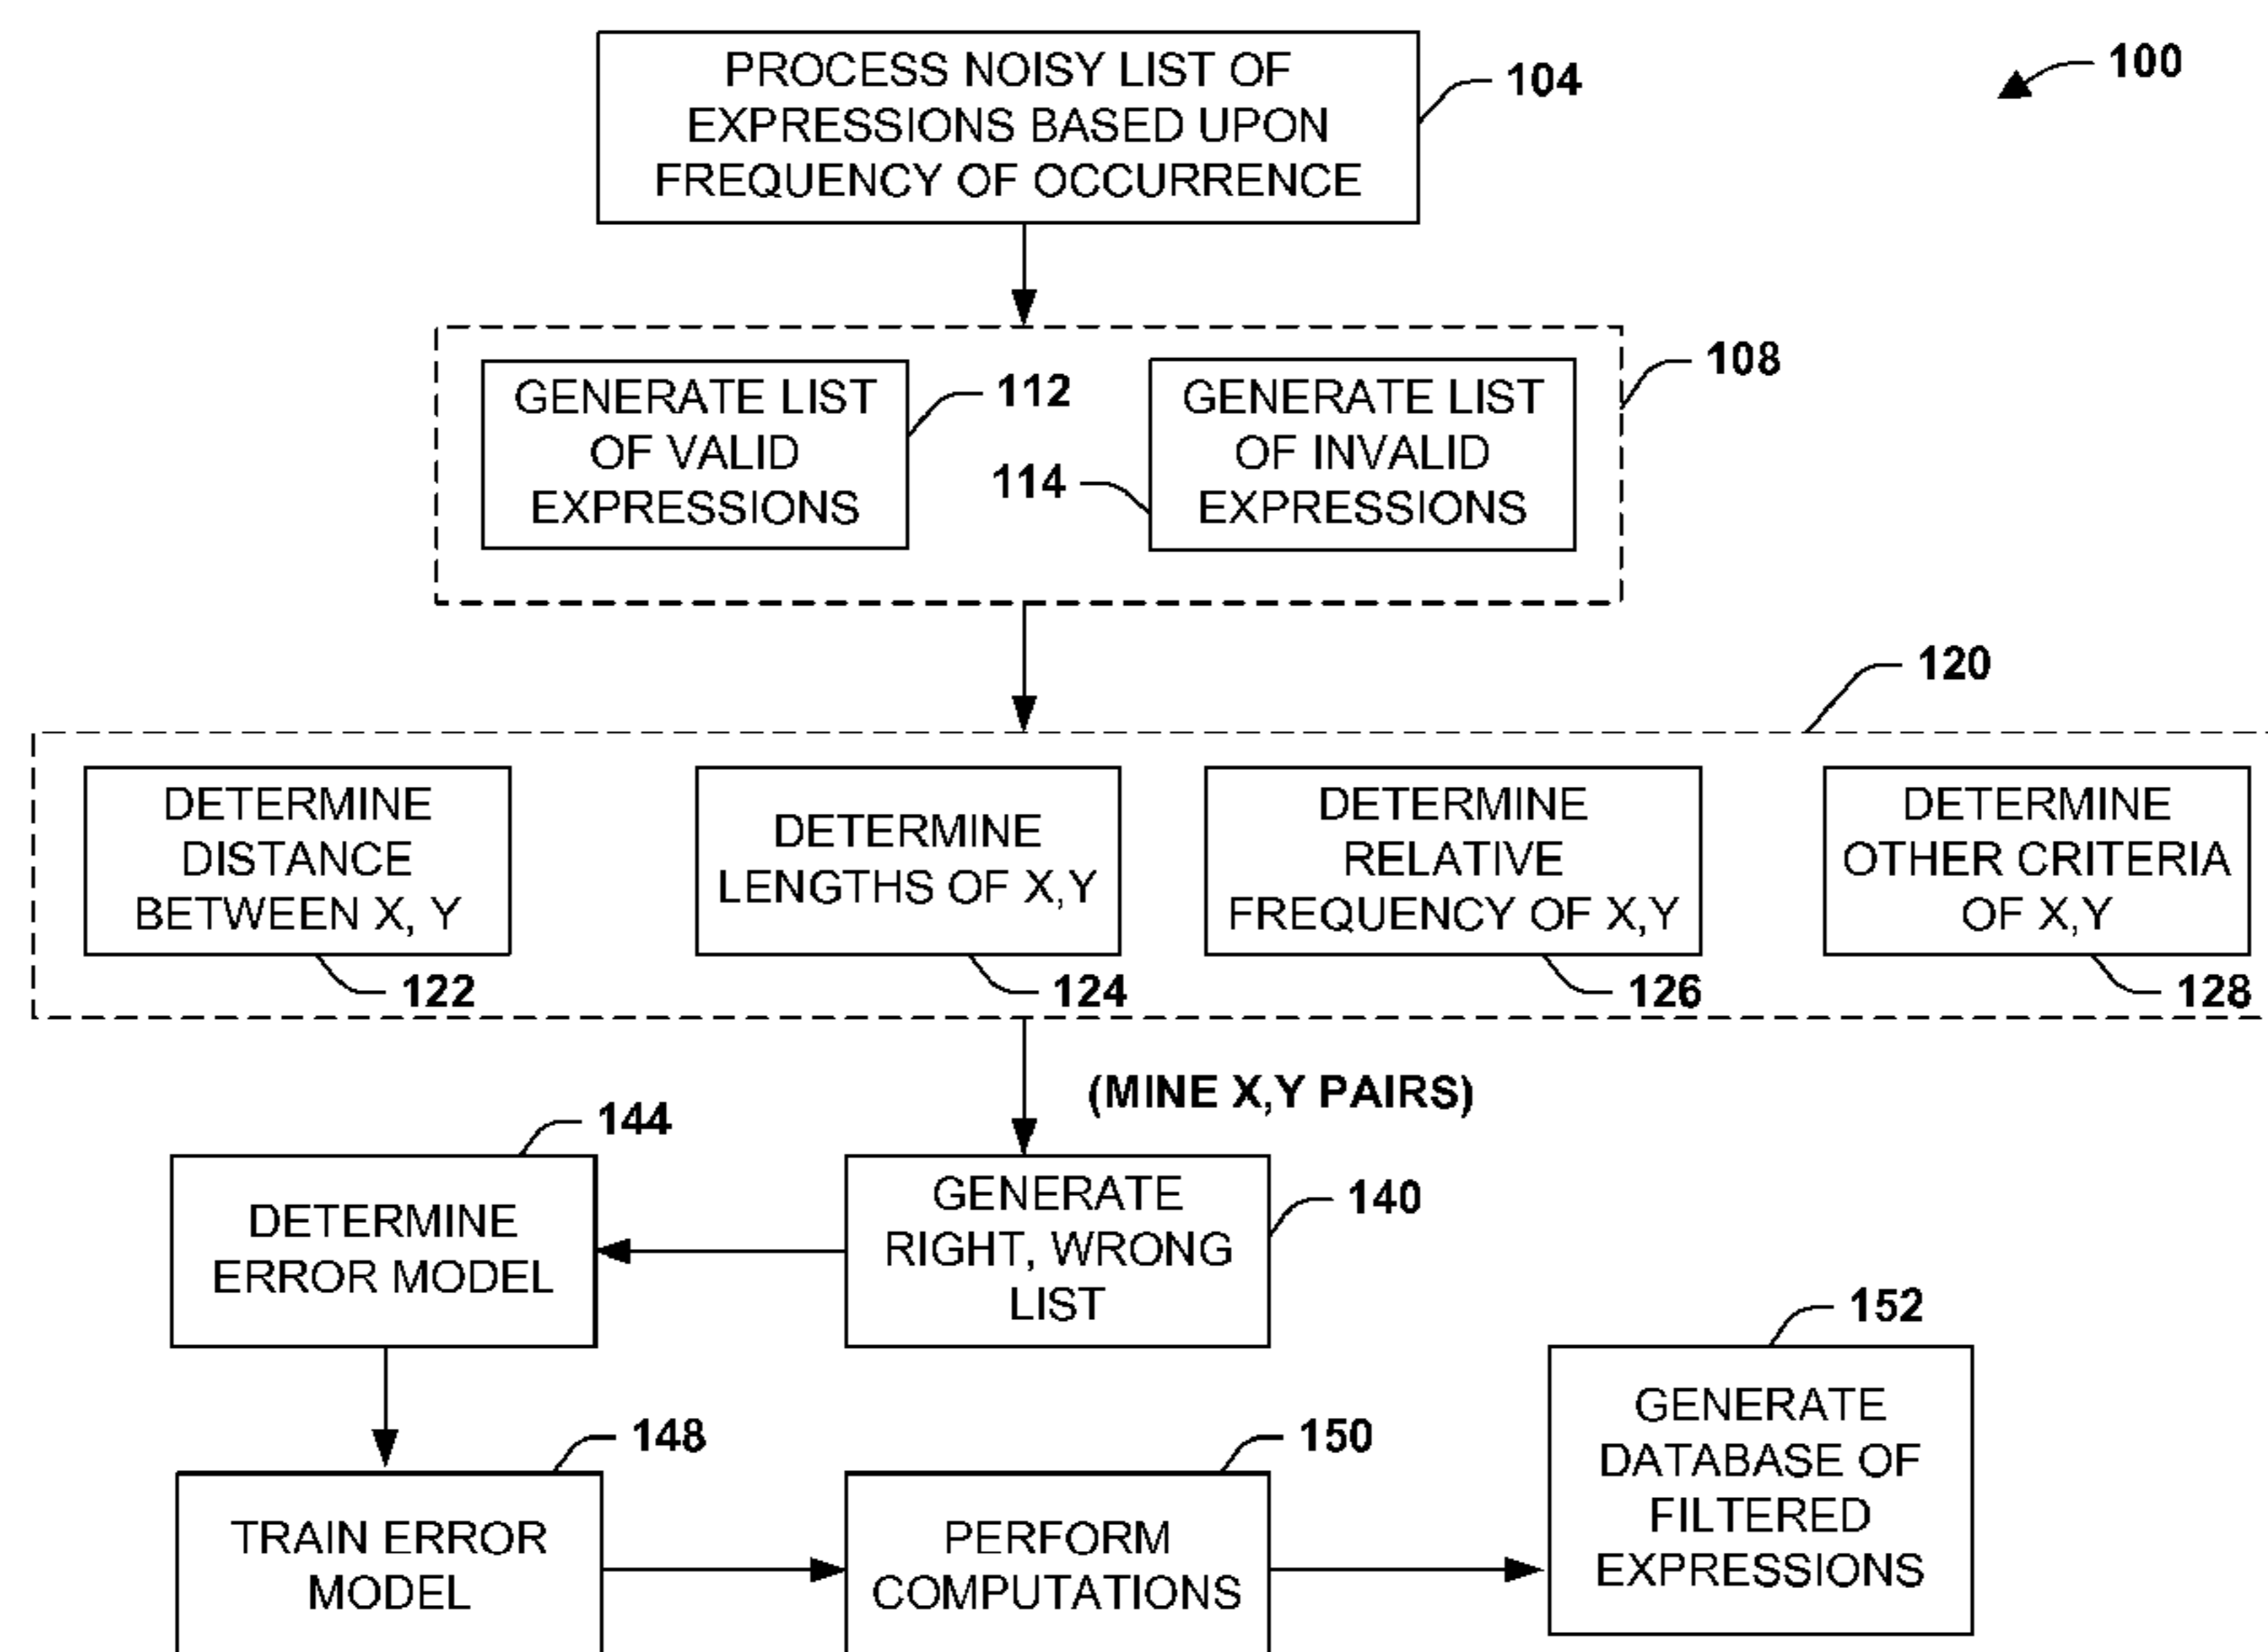 PROCESS NOISY LIST OF
EXPRESSIONS BASED UPON
FREQUENCY OF OCCURRENCE
104
100
108
GENERATE LIST
OF VALID
EXPRESSIONS
112
GENERATE LIST
OF INVALID
EXPRESSIONS
114
120
DETERMINE
DISTANCE
BETWEEN X, Y
122
DETERMINE
LENGTHS OF X,Y
124
DETERMINE
RELATIVE
FREQUENCY OF X,Y
126
DETERMINE
OTHER CRITERIA
OF X,Y
128
(MINE X,Y PAIRS)
144
DETERMINE
ERROR MODEL
GENERATE
RIGHT, WRONG
LIST
140
148
TRAIN ERROR
MODEL
150
PERFORM
COMPUTATIONS
152
GENERATE
DATABASE OF
FILTERED
EXPRESSIONS